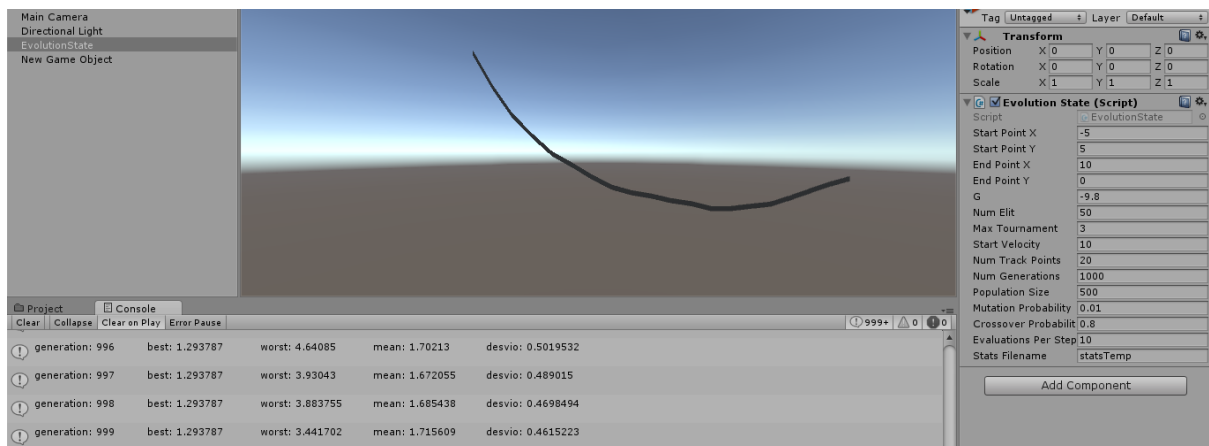 Main Camera
Directional Light
EvolutionState
New Game Object
Tag Untagged Layer Default
Transform
Position X 0 Y 0 Z 0
Rotation X 0 Y 0 Z 0
Scale X 1 Y 1 Z 1
Evolution State (Script)
Script EvolutionState
Start Point X -5
Start Point Y 5
End Point X 10
End Point Y 0
G -9.8
Num Elit 50
Max Tournament 3
Start Velocity 10
Num Track Points 20
Num Generations 1000
Population Size 500
Mutation Probability 0.01
Crossover Probabilit 0.8
Evaluations Per Step 10
Stats Filename statsTemp
Add Component
Project Console
Clear Collapse Clear on Play Error Pause 999+ 0 0
generation: 996 best: 1.293787 worst: 4.64085 mean: 1.70213 desvio: 0.5019532
generation: 997 best: 1.293787 worst: 3.93043 mean: 1.672055 desvio: 0.489015
generation: 998 best: 1.293787 worst: 3.883755 mean: 1.685438 desvio: 0.4698494
generation: 999 best: 1.293787 worst: 3.441702 mean: 1.715609 desvio: 0.4615223